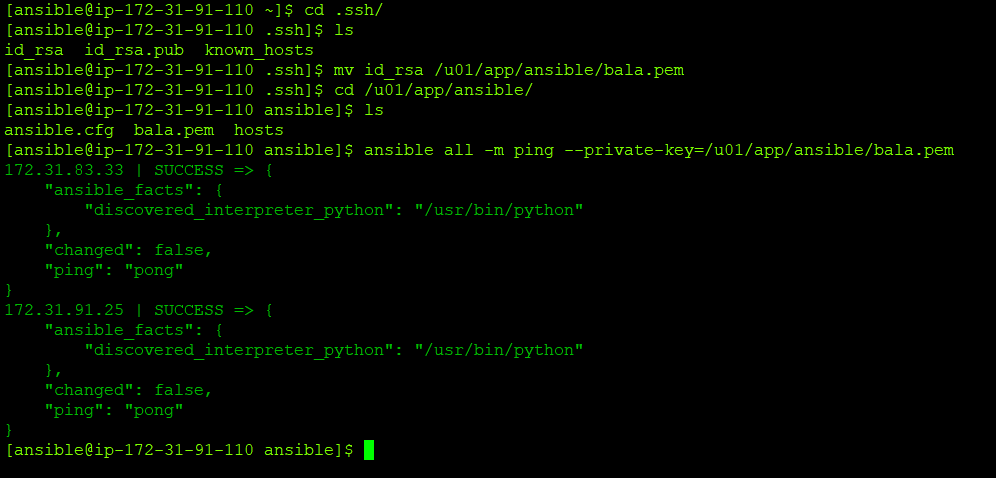 [ansible@ip-172-31-91-110 ~]$ cd .ssh/
[ansible@ip-172-31-91-110 .ssh]$ ls
id_rsa  id_rsa.pub  known_hosts
[ansible@ip-172-31-91-110 .ssh]$ mv id_rsa /u01/app/ansible/bala.pem
[ansible@ip-172-31-91-110 .ssh]$ cd /u01/app/ansible/
[ansible@ip-172-31-91-110 ansible]$ ls
ansible.cfg  bala.pem  hosts
[ansible@ip-172-31-91-110 ansible]$ ansible all -m ping --private-key=/u01/app/ansible/bala.pem
172.31.83.33 | SUCCESS => {
    "ansible_facts": {
        "discovered_interpreter_python": "/usr/bin/python"
    },
    "changed": false,
    "ping": "pong"
}
172.31.91.25 | SUCCESS => {
    "ansible_facts": {
        "discovered_interpreter_python": "/usr/bin/python"
    },
    "changed": false,
    "ping": "pong"
}
[ansible@ip-172-31-91-110 ansible]$